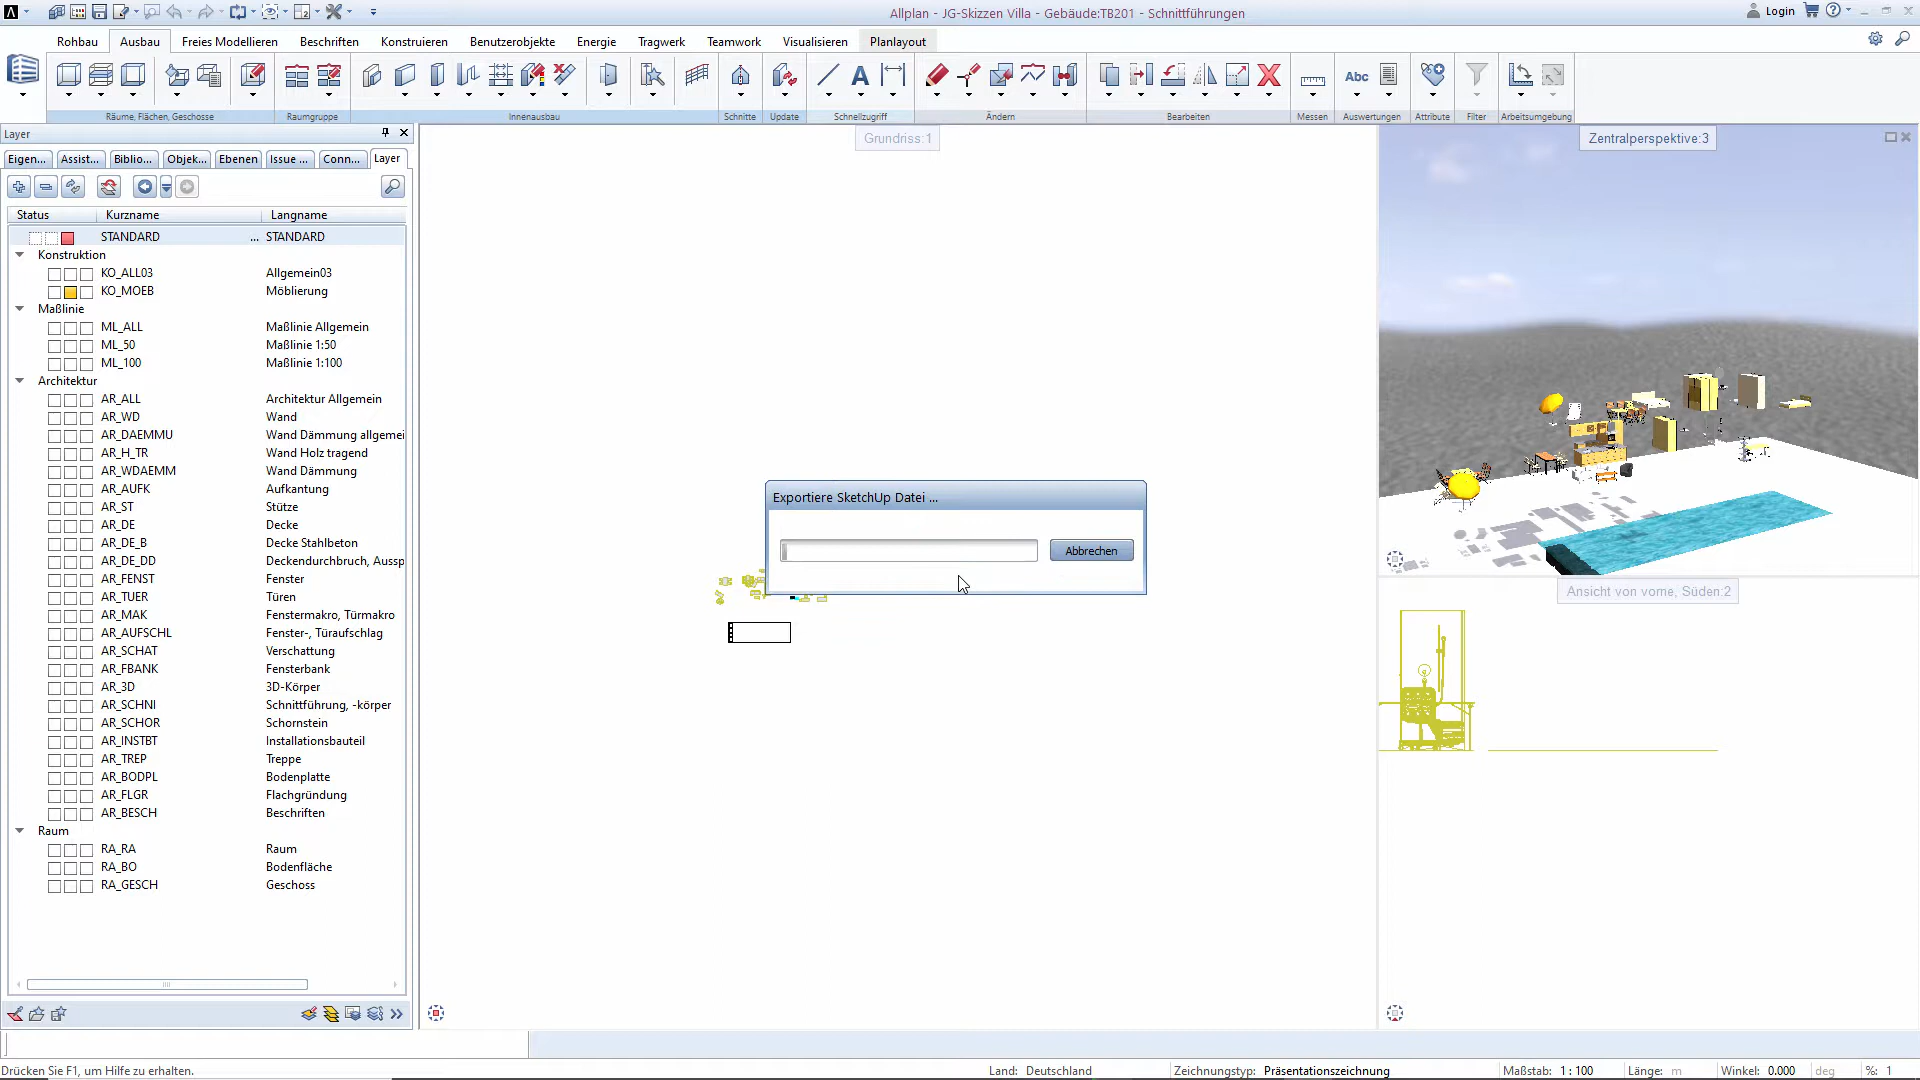 Allplan - JG-Skizzen Villa - Gebäude:TB201 - Schnittführungen
Login
Rohbau
Ausbau
Freies Modellieren
Beschriften
Konstruieren
Benutzerobjekte
Energie
Tragwerk
Teamwork
Visualisieren
Planlayout
Abc
Räume, Flächen, Geschosse
Raumgruppe
Innenausbau
Schnitte
Update
Schnellzugriff
Ändern
Bearbeiten
Messen
Auswertungen
Attribute
Filter
Arbeitsumgebung
Layer
Eigen...
Assist...
Biblio...
Objek...
Ebenen
Issue ...
Conn...
Layer
Status Kurzname Langname
STANDARD ... STANDARD
Konstruktion
KO_ALL03 Allgemein03
KO_MOEB Möblierung
Maßlinie
ML_ALL Maßlinie Allgemein
ML_50 Maßlinie 1:50
ML_100 Maßlinie 1:100
Architektur
AR_ALL Architektur Allgemein
AR_WD Wand
AR_DAEMMU Wand Dämmung allgemei
AR_H_TR Wand Holz tragend
AR_WDAEMM Wand Dämmung
AR_AUFK Aufkantung
AR_ST Stütze
AR_DE Decke
AR_DE_B Decke Stahlbeton
AR_DE_DD Deckendurchbruch, Aussp
AR_FENST Fenster
AR_TUER Türen
AR_MAK Fenstermakro, Türmakro
AR_AUFSCHL Fenster-, Türaufschlag
AR_SCHAT Verschattung
AR_FBANK Fensterbank
AR_3D 3D-Körper
AR_SCHNI Schnittführung, -körper
AR_SCHOR Schornstein
AR_INSTBT Installationsbauteil
AR_TREP Treppe
AR_BODPL Bodenplatte
AR_FLGR Flachgründung
AR_BESCH Beschriften
Raum
RA_RA Raum
RA_BO Bodenfläche
RA_GESCH Geschoss
Grundriss:1
Zentralperspektive:3
Exportiere SketchUp Datei ...
Abbrechen
Ansicht von vorne, Süden:2
Drücken Sie F1, um Hilfe zu erhalten.
Land: Deutschland
Zeichnungstyp: Präsentationszeichnung
Maßstab: 1 : 100
Länge: m
Winkel: 0.000 deg
%: 1